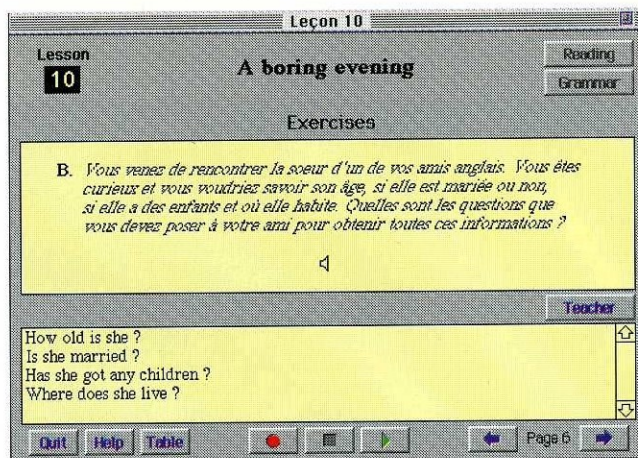 Leçon 10
Lesson
10
A boring evening
Reading
Grammar
Exercises
B. Vous venez de rencontrer la soeur d'un de vos amis anglais. Vous êtes
curieux et vous voudriez savoir son âge, si elle est mariée ou non,
si elle a des enfants et où elle habite. Quelles sont les questions que
vous devez poser à votre ami pour obtenir toutes ces informations ?
Teacher
How old is she ?
Is she married ?
Has she got any children ?
Where does she live ?
Quit
Help
Table
Page 6